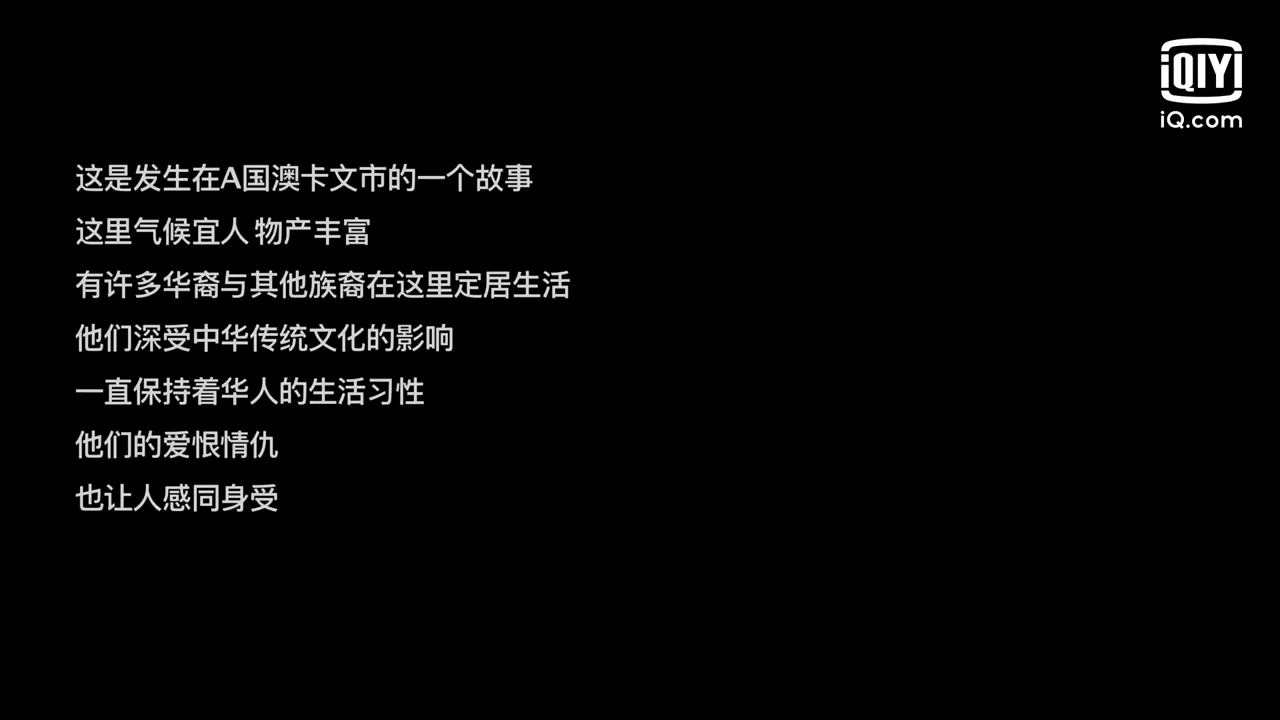 iQIYI
iQ.com
这是发生在A国澳卡文市的一个故事
这里气候宜人 物产丰富
有许多华裔与其他族裔在这里定居生活
他们深受中华传统文化的影响
一直保持着华人的生活习性
他们的爱恨情仇
也让人感同身受